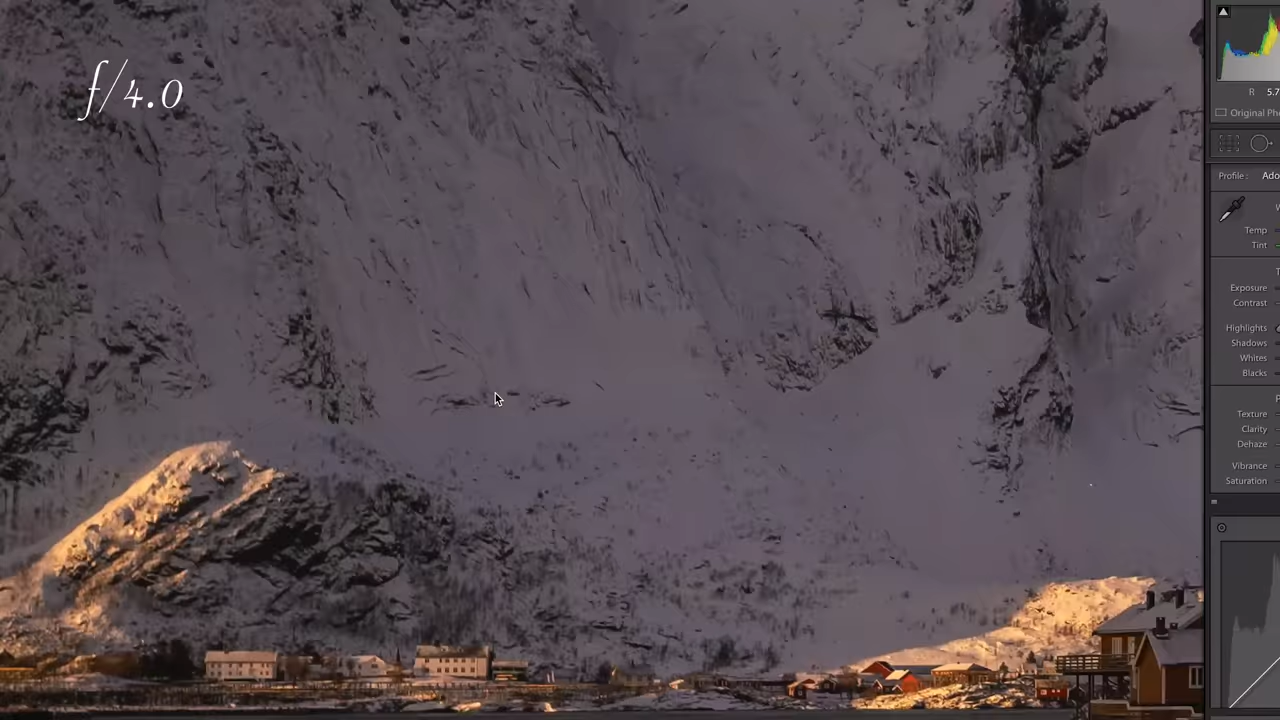 f/4.0
R 5.7
Original Pho
Profile : Ado
Temp
Tint
Exposure
Contrast
Highlights
Shadows
Whites
Blacks
Texture
Clarity
Dehaze
Vibrance
Saturation